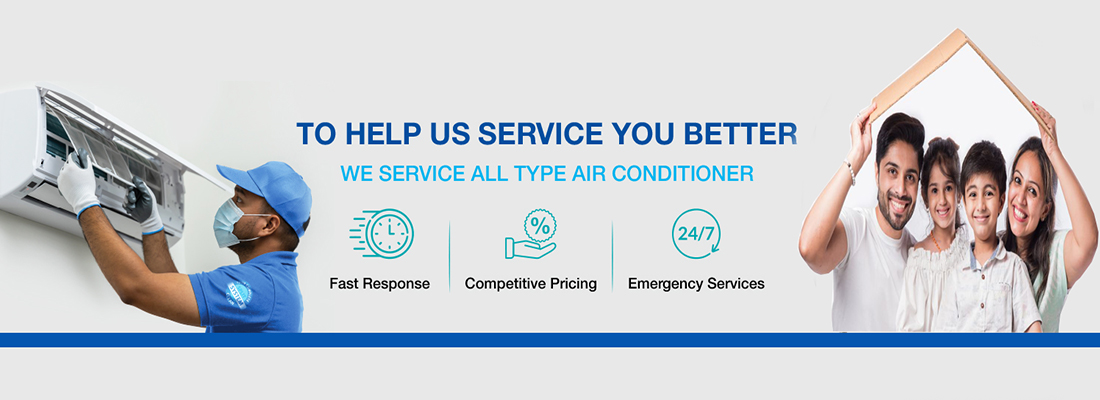 TO HELP US SERVICE YOU BETTER
WE SERVICE ALL TYPE AIR CONDITIONER
%
24/7
Fast Response
Competitive Pricing
Emergency Services